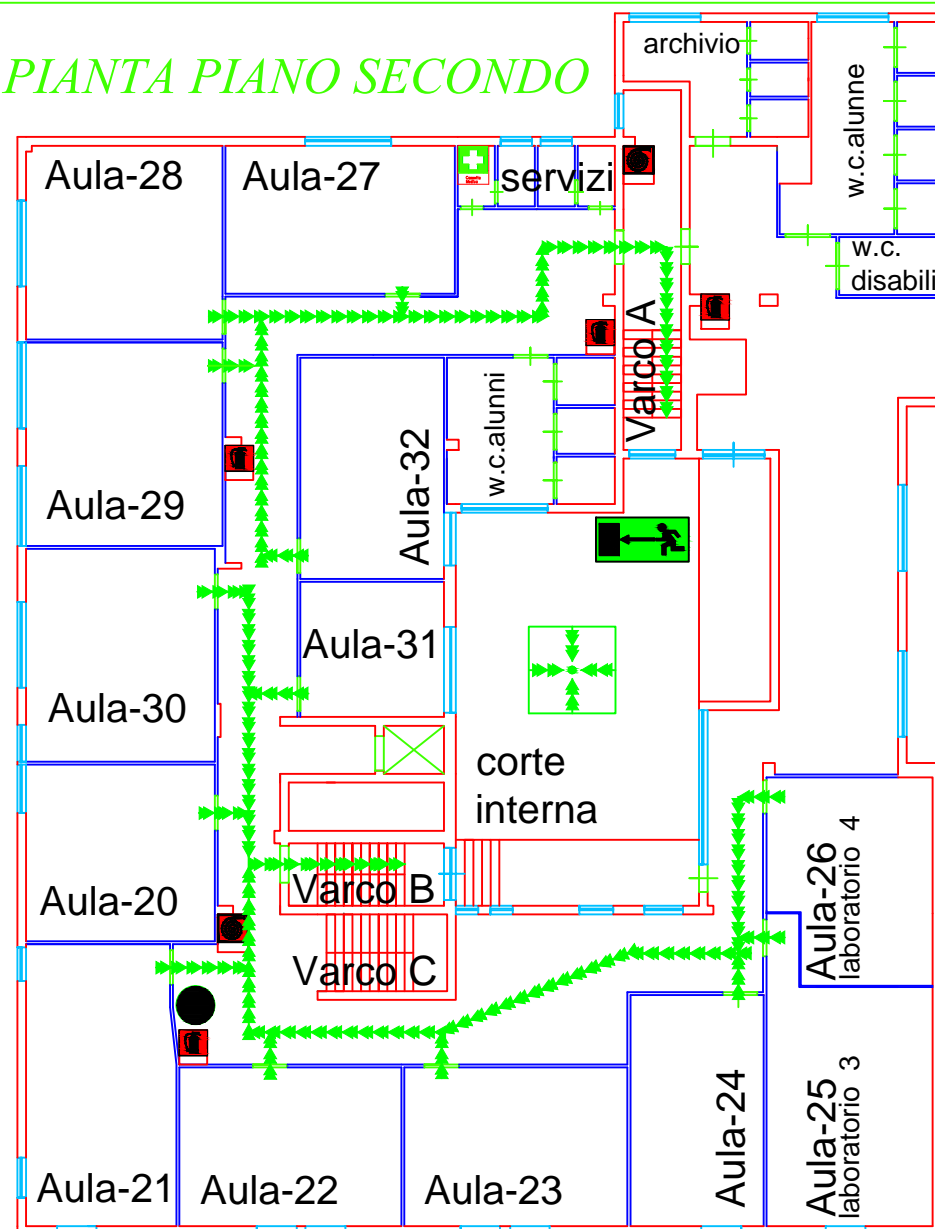 PIANTA PIANO SECONDO
archivio
w.c.alunne
Aula-28
Aula-27
servizi
Cassetta
Medica
w.c.
disabili
Varco A
w.c.alunni
Aula-32
Aula-29
Aula-31
Aula-30
corte
interna
Aula-20
Varco B
Varco C
Aula-26
laboratorio 4
Aula-25
laboratorio 3
Aula-24
Aula-21
Aula-22
Aula-23